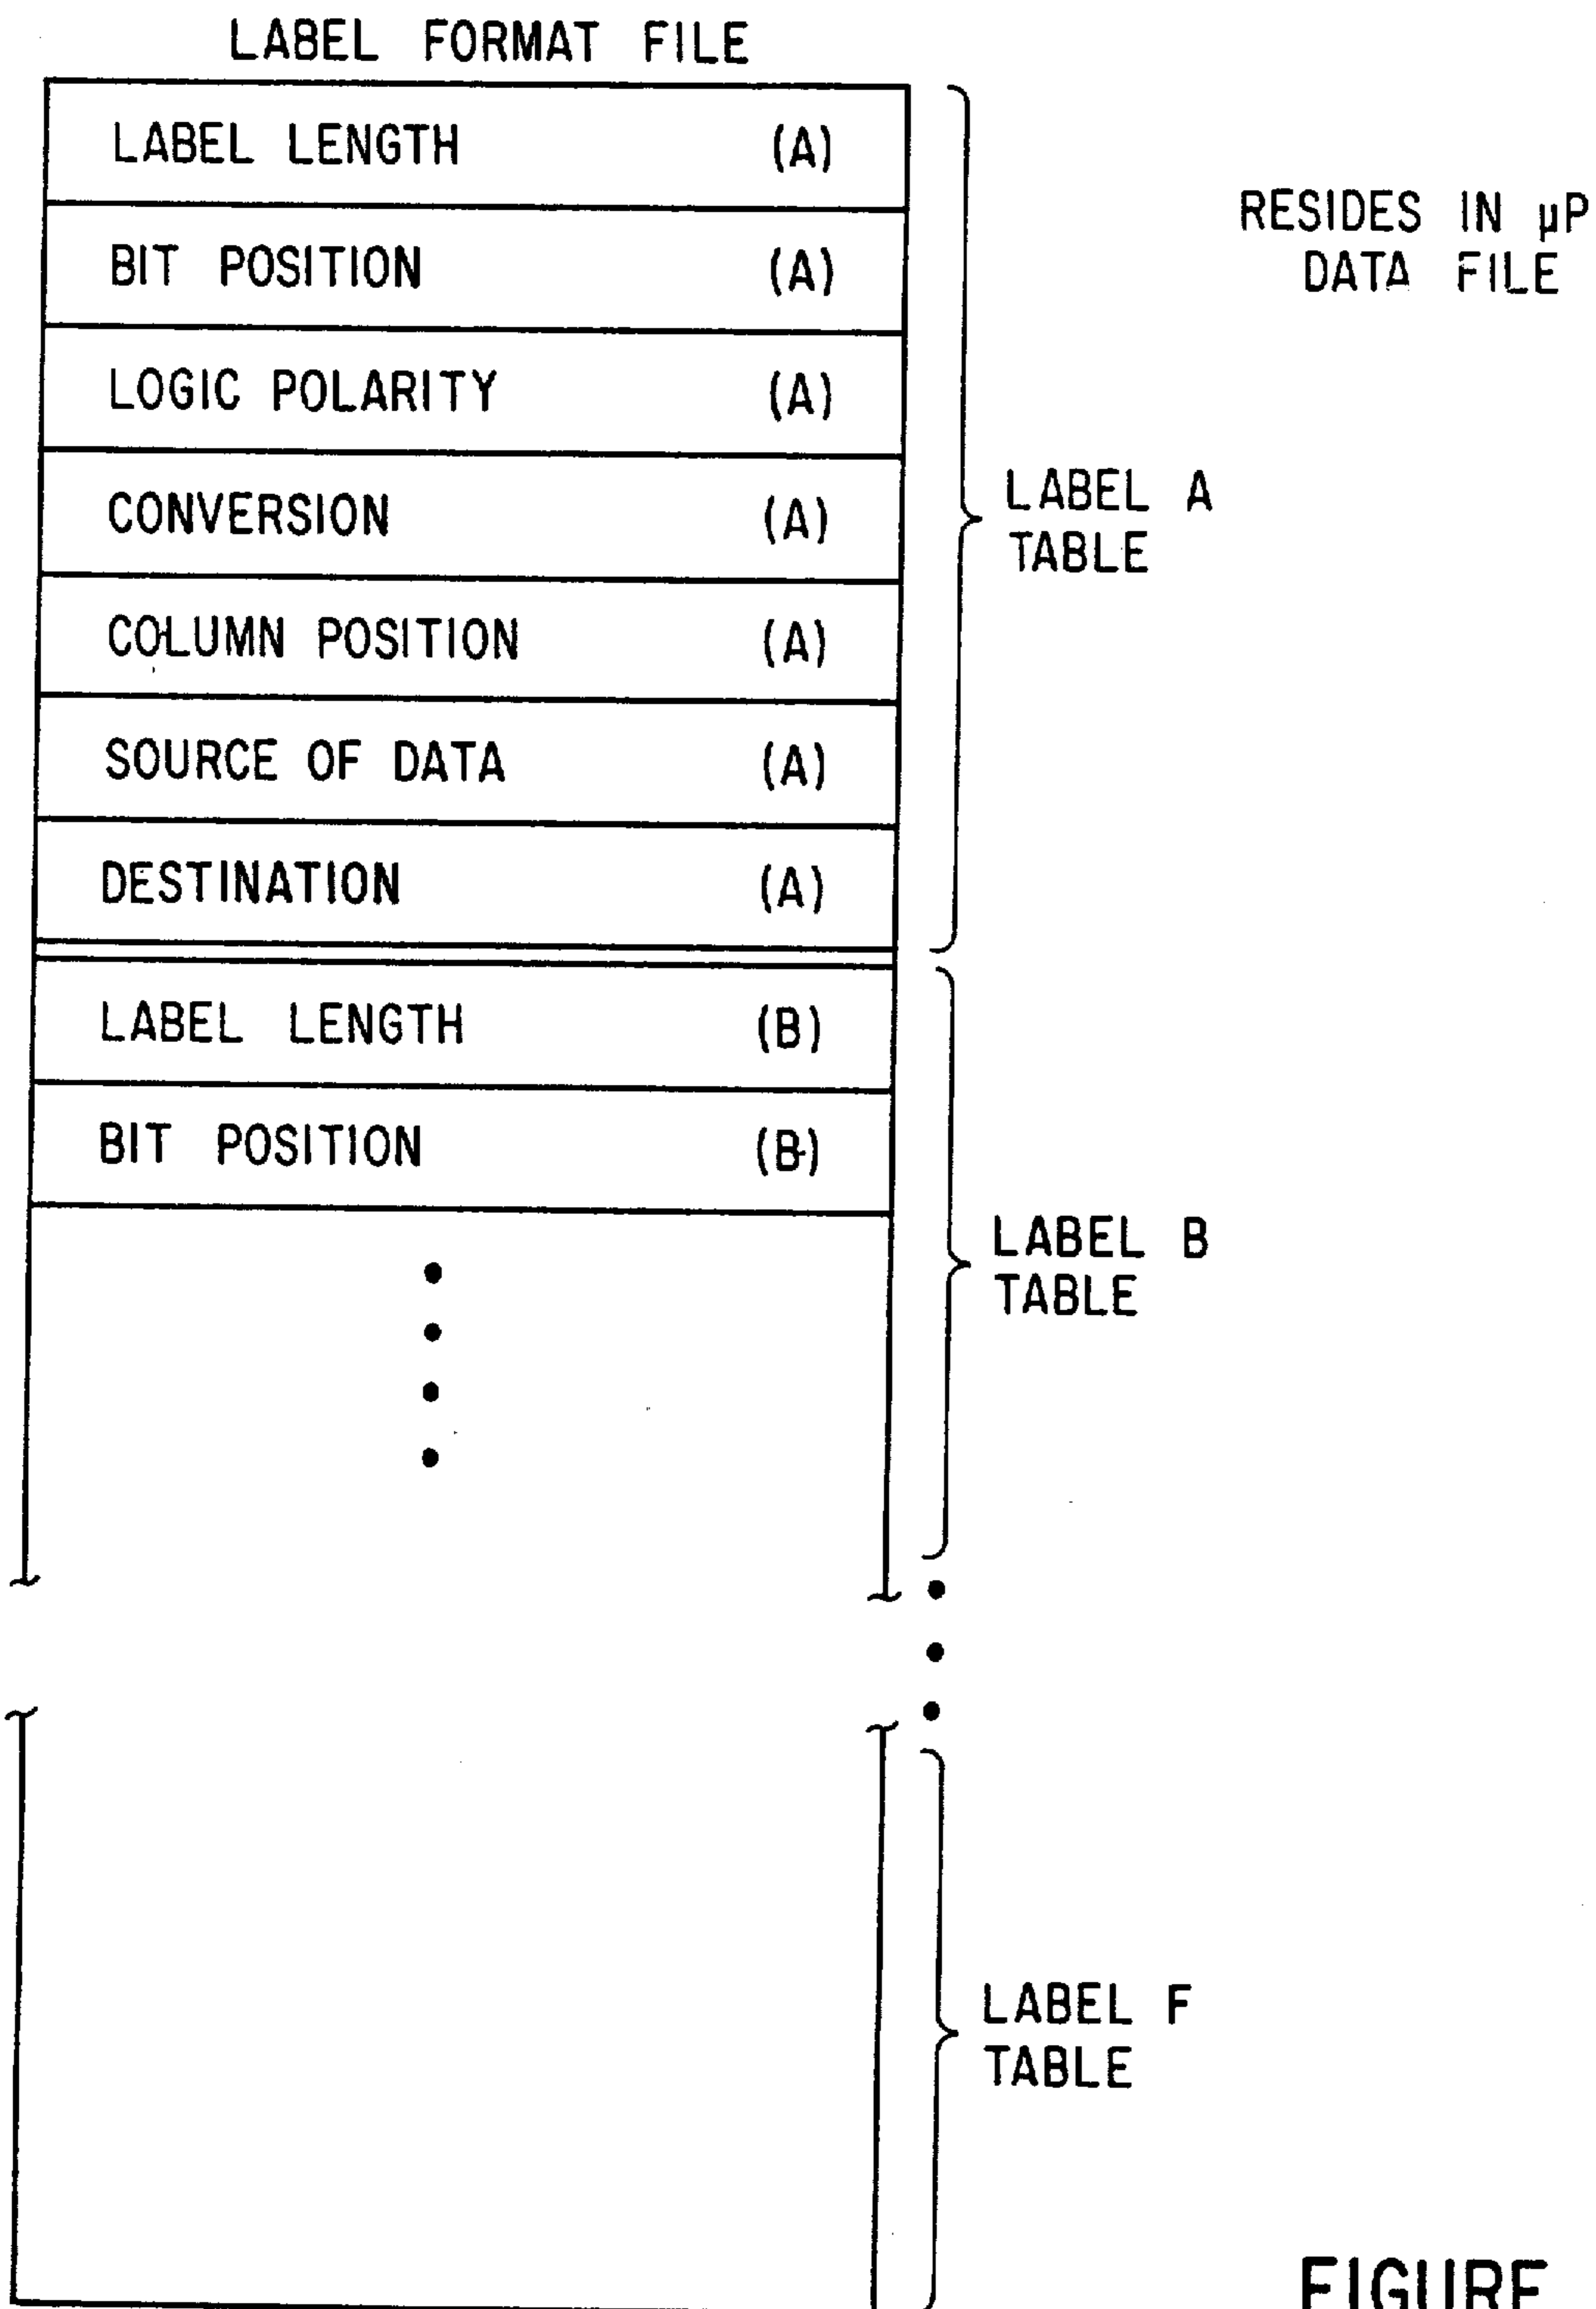 LABEL FORMAT FILE
LABEL LENGTH (A)
BIT POSITION (A)
LOGIC POLARITY (A)
CONVERSION (A)
COLUMN POSITION (A)
SOURCE OF DATA (A)
DESTINATION (A)
LABEL LENGTH (B)
BIT POSITION (B)
RESIDES IN µP
DATA FILE
LABEL A
TABLE
LABEL B
TABLE
LABEL F
TABLE
FIGURE